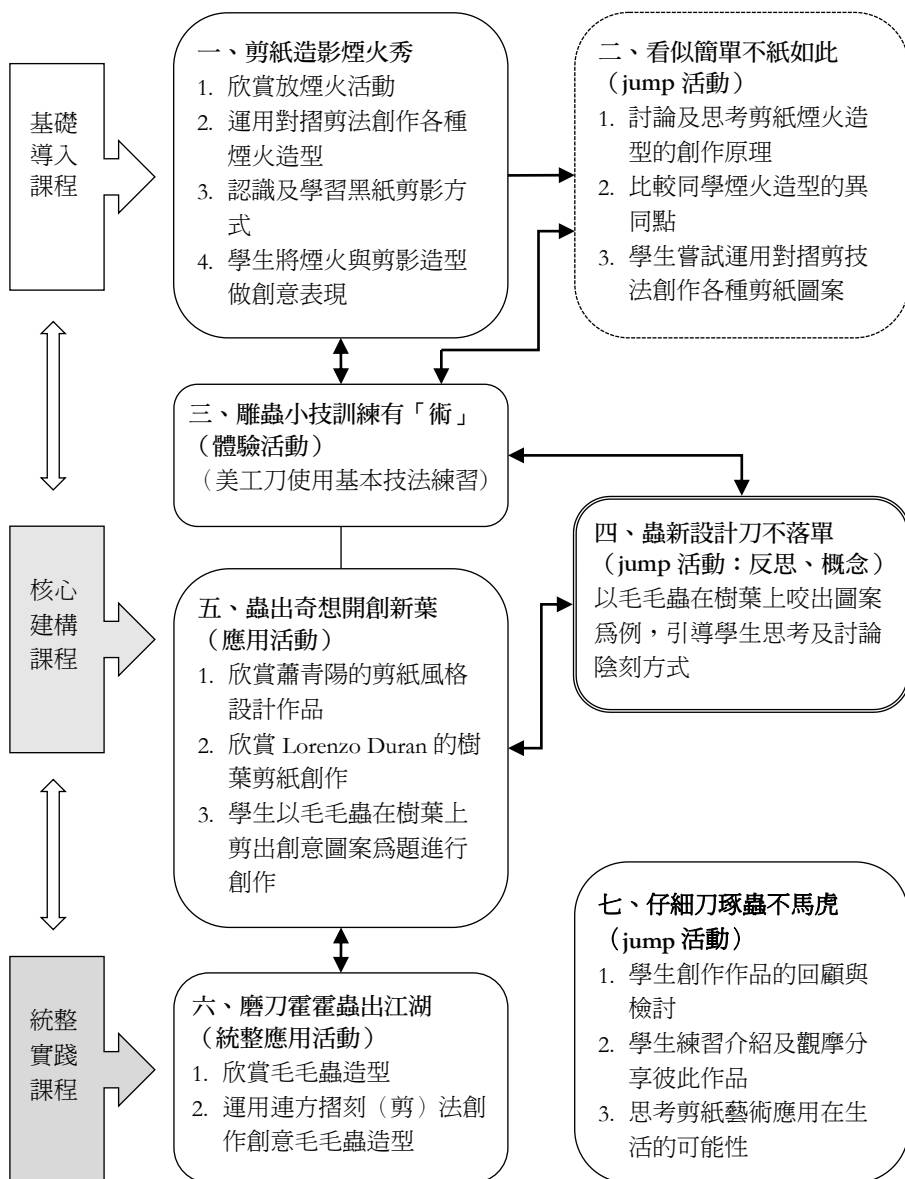 基礎
導入
課程
一、剪紙造影煙火秀
1. 欣賞放煙火活動
2. 運用對摺剪法創作各種
煙火造型
3. 認識及學習黑紙剪影方
式
4. 學生將煙火與剪影造型
做創意表現
二、看似簡單不紙如此
（jump 活動）
1. 討論及思考剪紙煙火造
型的創作原理
2. 比較同學煙火造型的異
同點
3. 學生嘗試運用對摺剪技
法創作各種剪紙圖案
三、雕蟲小技訓練有「術」
（體驗活動）
（美工刀使用基本技法練習）
核心
建構
課程
四、蟲新設計刀不落單
（jump 活動：反思、概念）
以毛毛蟲在樹葉上咬出圖案
為例，引導學生思考及討論
陰刻方式
五、蟲出奇想開創新葉
（應用活動）
1. 欣賞蕭青陽的剪紙風格
設計作品
2. 欣賞 Lorenzo Duran 的樹
葉剪紙創作
3. 學生以毛毛蟲在樹葉上
剪出創意圖案為題進行
創作
統整
實踐
課程
六、磨刀霍霍蟲出江湖
（統整應用活動）
1. 欣賞毛毛蟲造型
2. 運用連方摺刻（剪）法創
作創意毛毛蟲造型
七、仔細刀琢蟲不馬虎
（jump 活動）
1. 學生創作作品的回顧與
檢討
2. 學生練習介紹及觀摩分
享彼此作品
3. 思考剪紙藝術應用在生
活的可能性